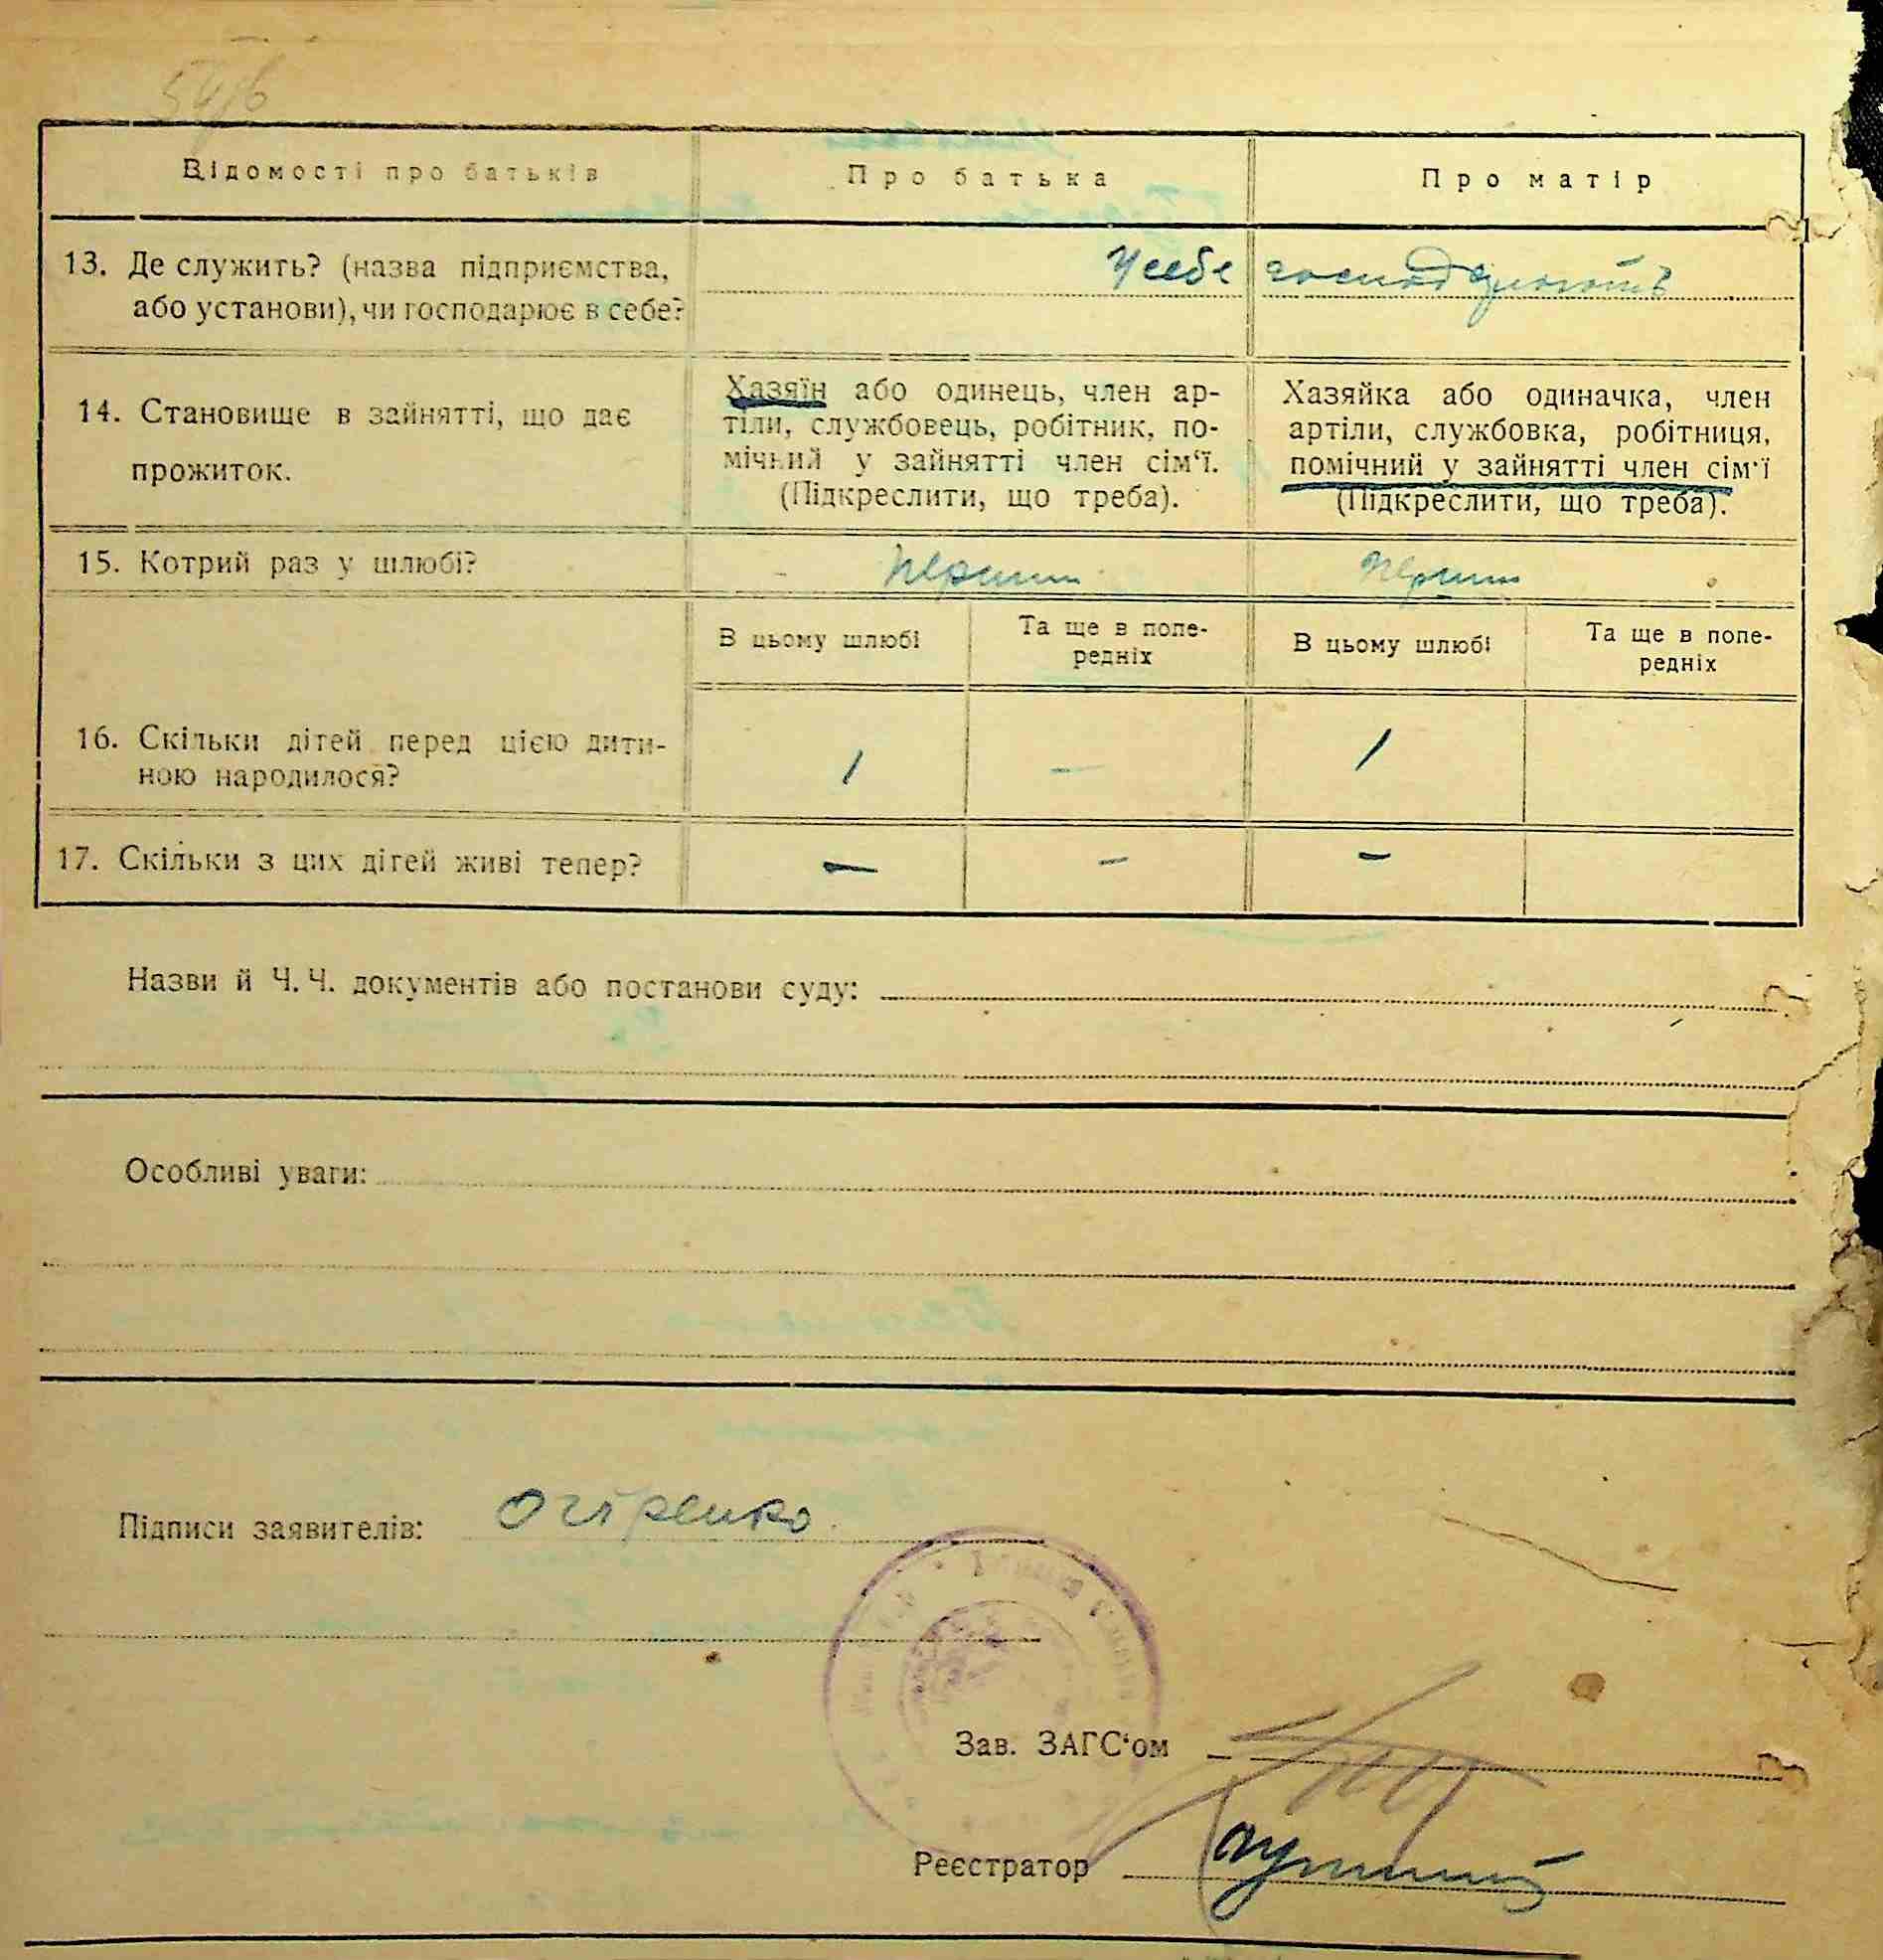 Відомості про батьків
Про батька
Про матір
13. Де служить? (назва підприємства,
або установи), чи господарює в себе?
У себе господарюють
14. Становище в зайнятті, що дає
прожиток.
Хазяїн або одинець, член ар-
тіли, службовець, робітник, по-
мічний у зайнятті член сім‘ї.
(Підкреслити, що треба).
Хазяйка або одиначка, член
артіли, службовка, робітниця,
помічний у зайнятті член сім‘ї
(Підкреслити, що треба).
15. Котрий раз у шлюбі?
перший
перший
В цьому шлюбі
Та ще в попе-
редніх
В цьому шлюбі
Та ще в попе-
редніх
16. Скільки дітей перед цією дити-
ною народилося?
1
—
1
17. Скільки з цих дітей живі тепер?
—
—
—
Назви й Ч. Ч. документів або постанови суду:
Особливі уваги:
Підписи заявителів:
Зав. ЗАГС‘ом
Реєстратор